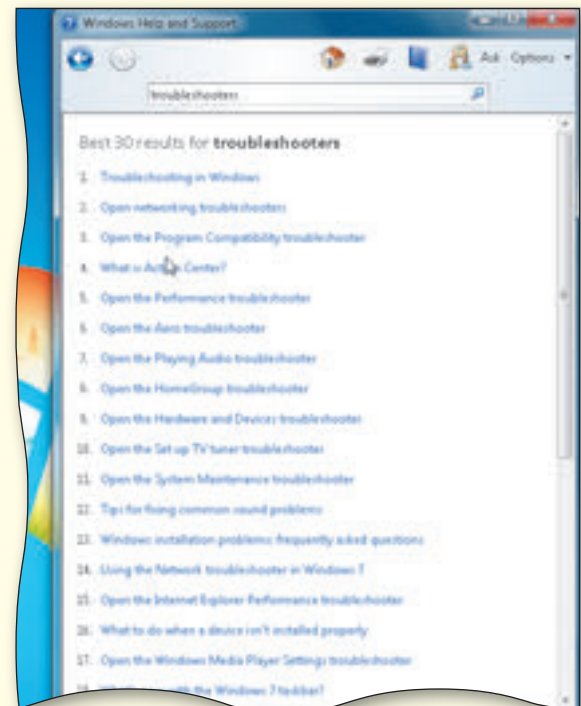 Windows Help and Support
Ask Options
troubleshooters
Best 30 results for troubleshooters
1. Troubleshooting in Windows
2. Open networking troubleshooters
3. Open the Program Compatibility troubleshooter
4. What is Action Center?
5. Open the Performance troubleshooter
6. Open the Aero troubleshooter
7. Open the Playing Audio troubleshooter
8. Open the HomeGroup troubleshooter
9. Open the Hardware and Devices troubleshooter
10. Open the Set up TV tuner troubleshooter
11. Open the System Maintenance troubleshooter
12. Tips for fixing common sound problems
13. Windows installation problems: frequently asked questions
14. Using the Network troubleshooter in Windows 7
15. Open the Internet Explorer Performance troubleshooter
16. What to do when a device isn't installed properly
17. Open the Windows Media Player Settings troubleshooter
18. with the Windows 7 taskbar?